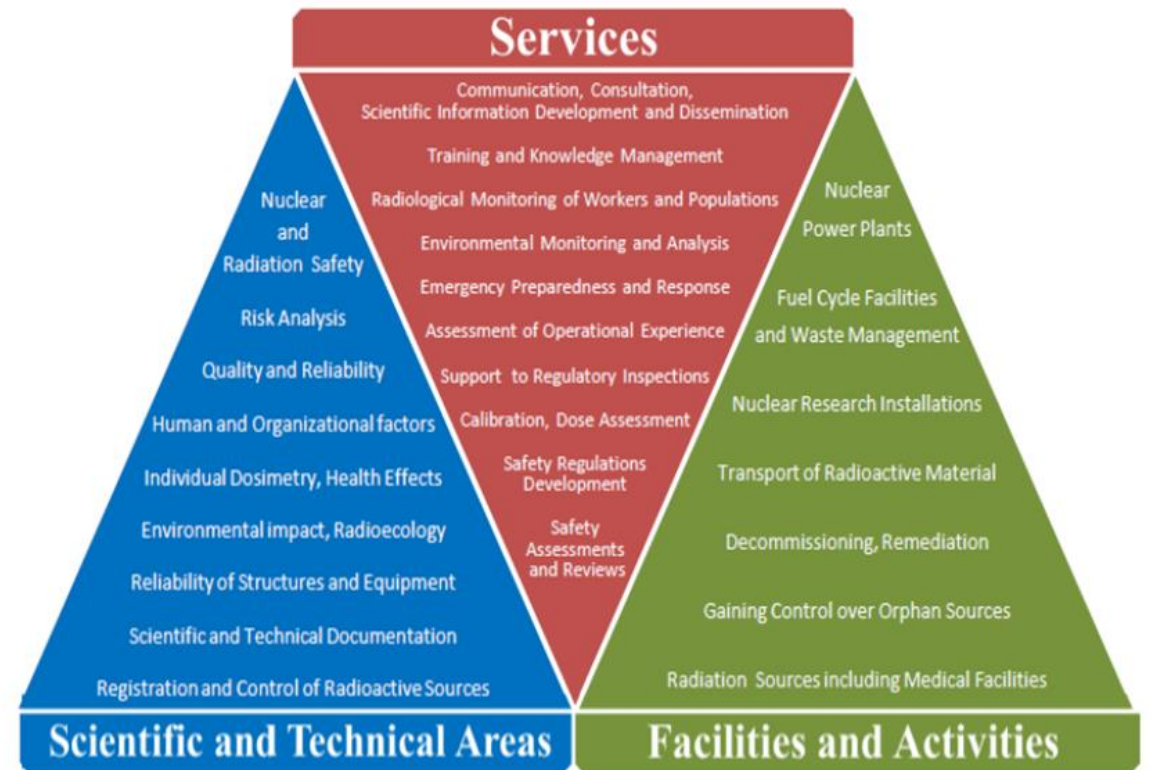 Services
Communication, Consultation,
Scientific Information Development and Dissemination
Training and Knowledge Management
Radiological Monitoring of Workers and Populations
Environmental Monitoring and Analysis
Emergency Preparedness and Response
Assessment of Operational Experience
Support to Regulatory Inspections
Calibration, Dose Assessment
Safety Regulations
Development
Safety
Assessments
and Reviews
Nuclear
and
Radiation Safety
Risk Analysis
Quality and Reliability
Human and Organizational factors
Individual Dosimetry, Health Effects
Environmental impact, Radioecology
Reliability of Structures and Equipment
Scientific and Technical Documentation
Registration and Control of Radioactive Sources
Scientific and Technical Areas
Nuclear
Power Plants
Fuel Cycle Facilities
and Waste Management
Nuclear Research Installations
Transport of Radioactive Material
Decommissioning, Remediation
Gaining Control over Orphan Sources
Radiation Sources including Medical Facilities
Facilities and Activities